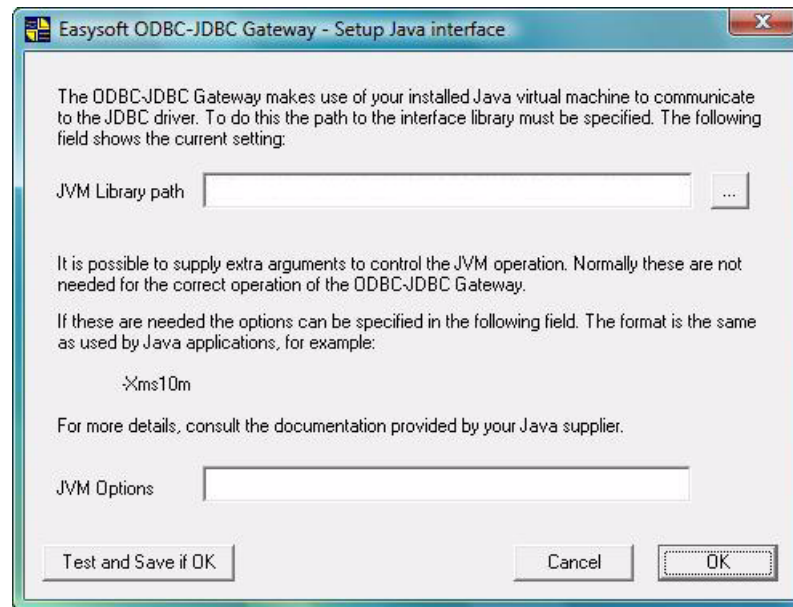 Easysoft ODBC-JDBC Gateway - Setup Java interface
The ODBC-JDBC Gateway makes use of your installed Java virtual machine to communicate
to the JDBC driver. To do this the path to the interface library must be specified. The following
field shows the current setting:
JVM Library path
...
It is possible to supply extra arguments to control the JVM operation. Normally these are not
needed for the correct operation of the ODBC-JDBC Gateway.
If these are needed the options can be specified in the following field. The format is the same
as used by Java applications, for example:
-Xms10m
For more details, consult the documentation provided by your Java supplier.
JVM Options
Test and Save if OK
Cancel
OK